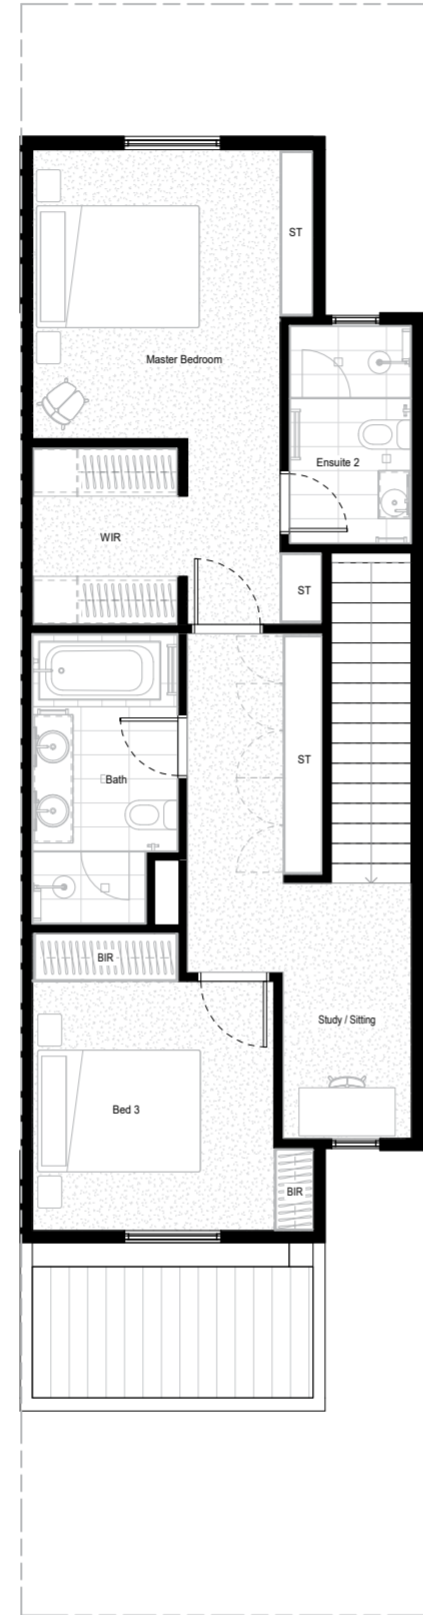 ST
Master Bedroom
Ensuite 2
WIR
ST
ST
Bath
BIR
Study / Sitting
Bed 3
BIR